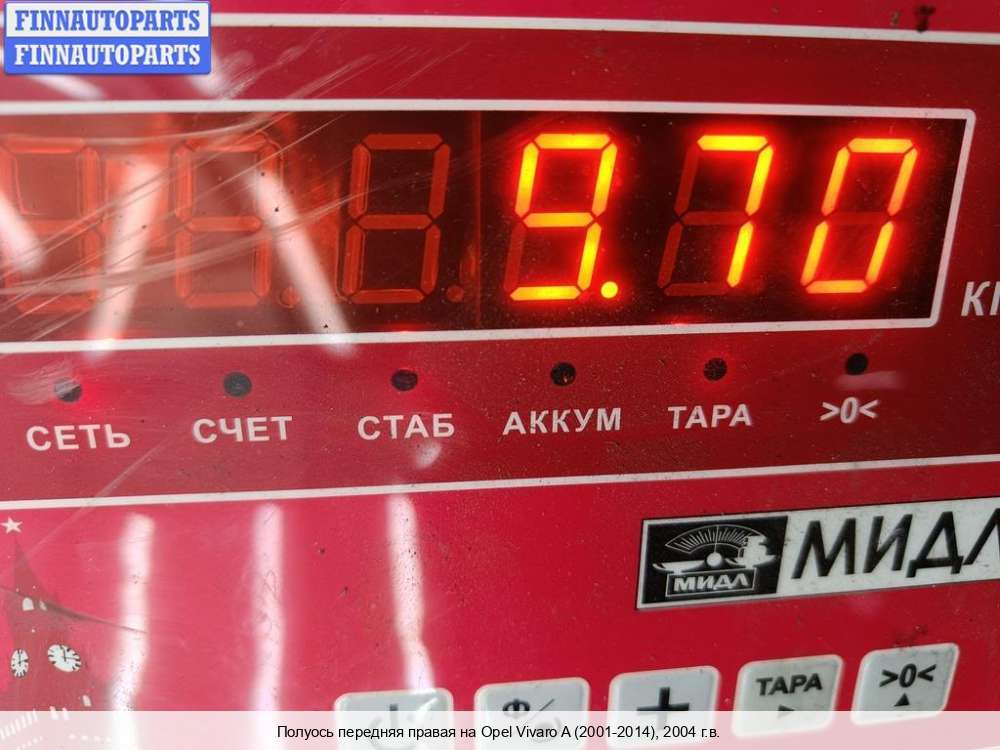 FINNAUTOPARTS
FINNAUTOPARTS
9.70
СЕТЬ СЧЕТ СТАБ АККУМ ТАРА >0<
МИДЛ МИДЛ
ТАРА >0<
Полуось передняя правая на Opel Vivaro A (2001-2014), 2004 г.в.